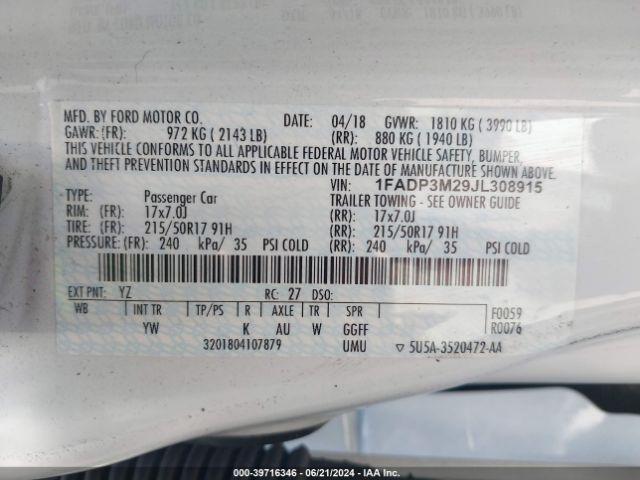 MFD. BY FORD MOTOR CO. DATE: 04/18 GVWR: 1810 KG ( 3990 LB)
GAWR: (FR): 972 KG ( 2143 LB) (RR): 880 KG ( 1940 LB)
THIS VEHICLE CONFORMS TO ALL APPLICABLE FEDERAL MOTOR VEHICLE SAFETY, BUMPER,
AND THEFT PREVENTION STANDARDS IN EFFECT ON THE DATE OF MANUFACTURE SHOWN ABOVE.
VIN: 1FADP3M29JL308915
TYPE: Passenger Car TRAILER TOWING - SEE OWNER GUIDE
RIM: (FR): 17x7.0J (RR): 17x7.0J
TIRE: (FR): 215/50R17 91H (RR): 215/50R17 91H
PRESSURE: (FR): 240 kPa/ 35 PSI COLD (RR): 240 kPa/ 35 PSI COLD
EXT PNT: YZ RC: 27 DSO:
WB INT TR TP/PS R AXLE TR SPR F0059
YW K AU W GGFF R0076
3201804107879 UMU ▽ 5U5A-3520472-AA
000-39716346 - 06/21/2024 - IAA Inc.